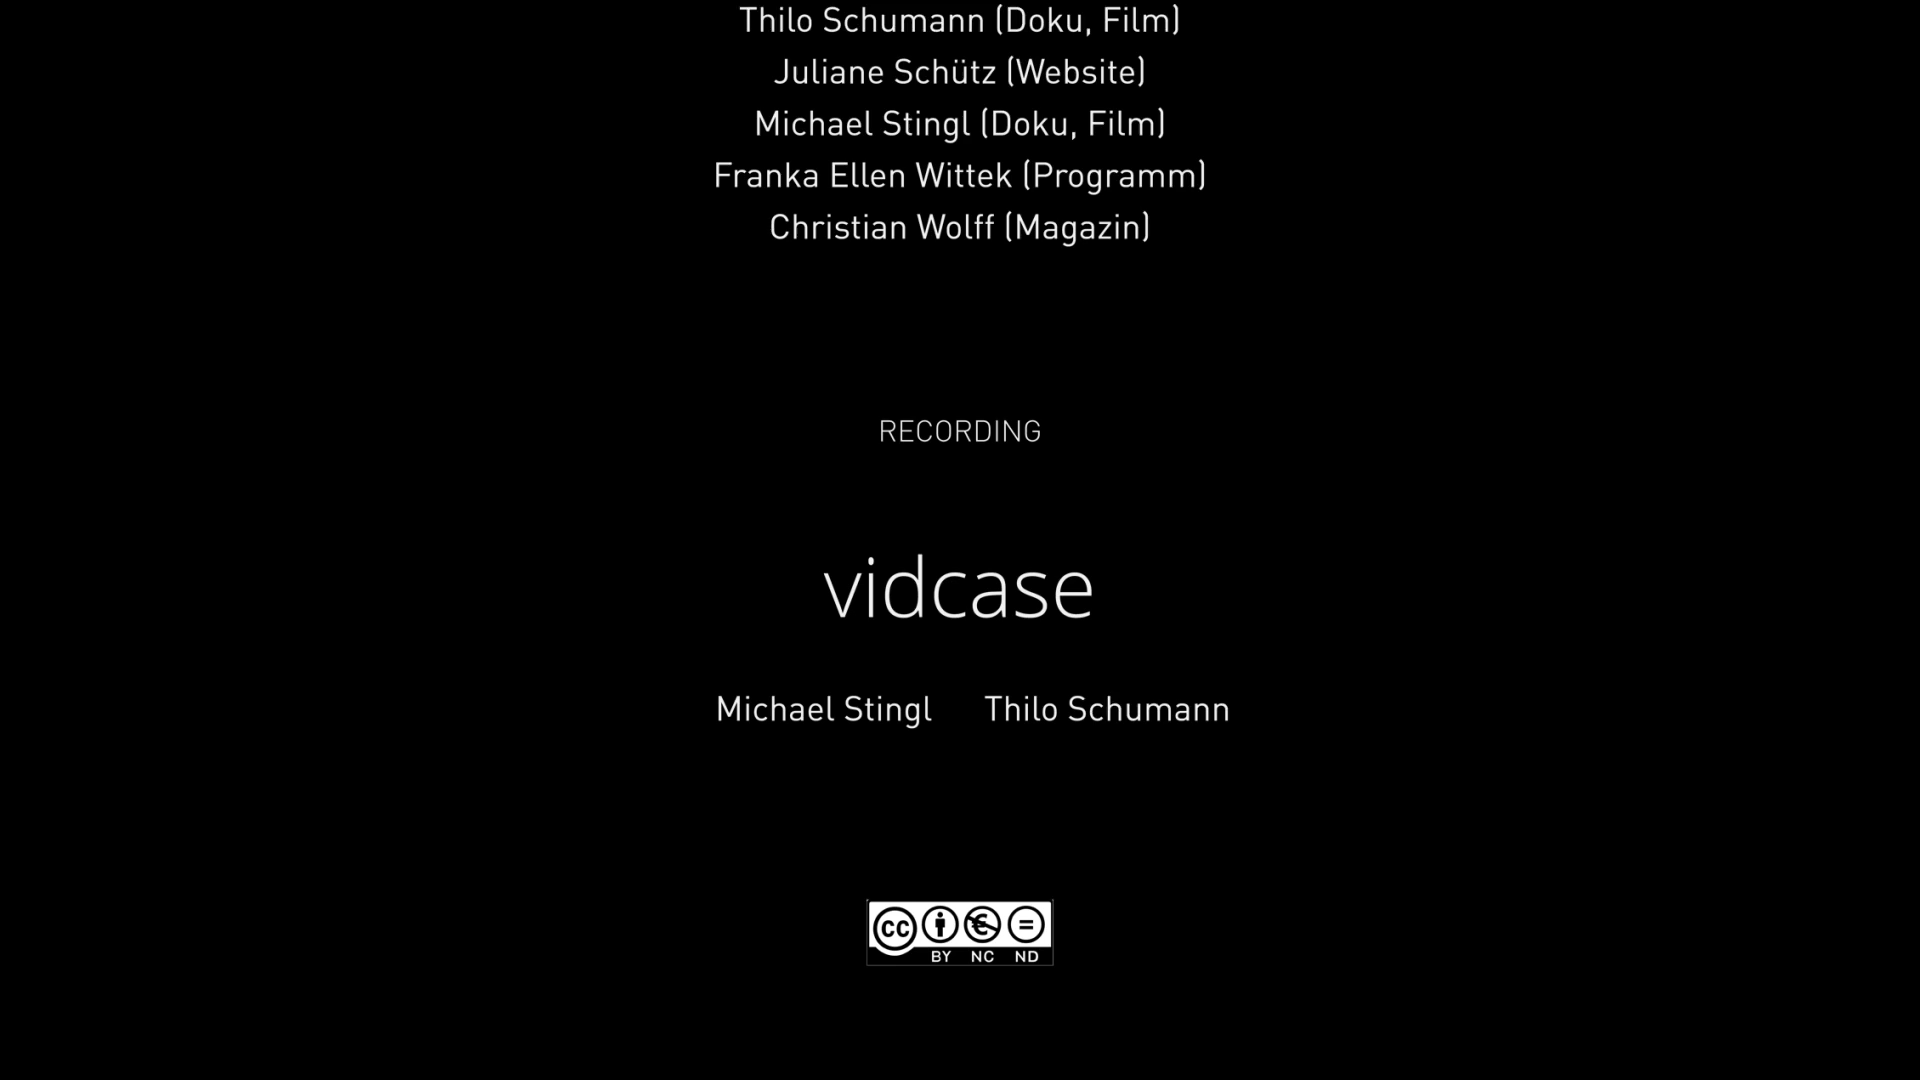 Thilo Schumann (Doku, Film)
Juliane Schütz (Website)
Michael Stingl (Doku, Film)
Franka Ellen Wittek (Programm)
Christian Wolff (Magazin)
RECORDING
vidcase
Michael Stingl Thilo Schumann
cc
BY NC ND